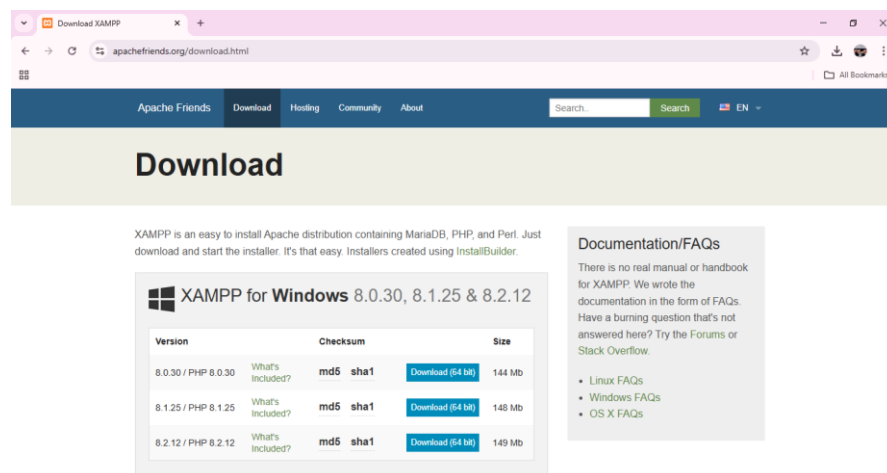 Download XAMPP
apachefriends.org/download.html
All Bookmarks
Apache Friends Download Hosting Community About Search.. Search EN
Download
XAMPP is an easy to install Apache distribution containing MariaDB, PHP, and Perl. Just
download and start the installer. It's that easy. Installers created using InstallBuilder.
XAMPP for Windows 8.0.30, 8.1.25 & 8.2.12
Version Checksum Size
8.0.30 / PHP 8.0.30 What's Included? md5 sha1 Download (64 bit) 144 Mb
8.1.25 / PHP 8.1.25 What's Included? md5 sha1 Download (64 bit) 148 Mb
8.2.12 / PHP 8.2.12 What's Included? md5 sha1 Download (64 bit) 149 Mb
Documentation/FAQs
There is no real manual or handbook
for XAMPP. We wrote the
documentation in the form of FAQs.
Have a burning question that's not
answered here? Try the Forums or
Stack Overflow.
Linux FAQs
Windows FAQs
OS X FAQs